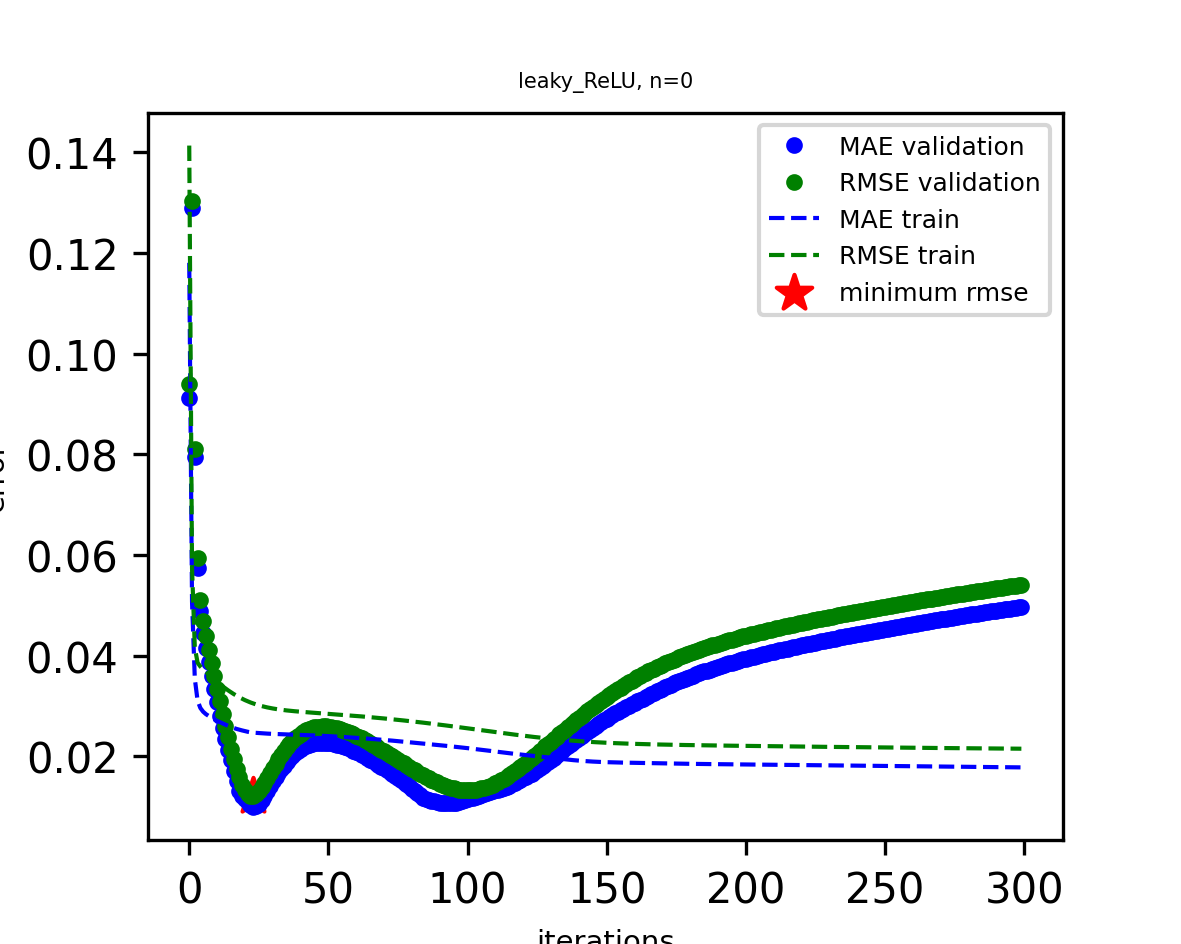 leaky_ReLU, n=0
0.14
0.12
0.10
0.08
0.06
0.04
0.02
MAE validation
RMSE validation
MAE train
RMSE train
minimum rmse
0 50 100 150 200 250 300
iterations